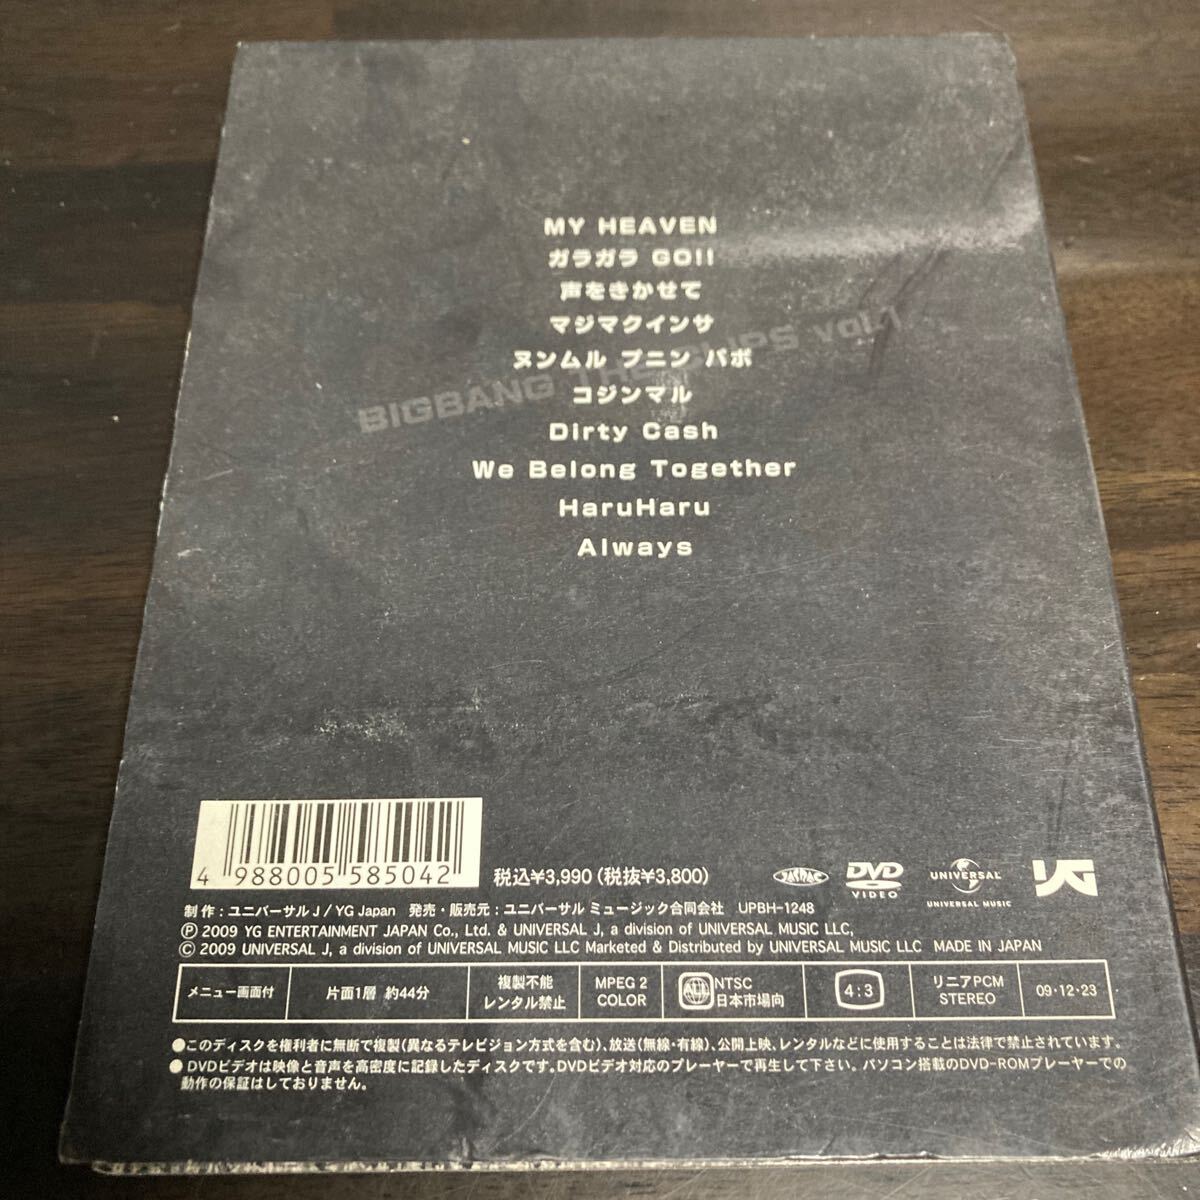 MY HEAVEN
ガラガラ GO!!
声をきかせて
マジマクインサ
ヌンムル プニン バボ
コジンマル
BIGBANG THE CLIPS vol.1
Dirty Cash
We Belong Together
HaruHaru
Always
4 988005 585042
税込¥3,990(税抜¥3,800)
DVD
VIDEO
UNIVERSAL
UNIVERSAL MUSIC
YG
制作:ユニバーサル J / YG Japan 発売・販売元:ユニバーサル ミュージック合同会社 UPBH-1248
Ⓟ 2009 YG ENTERTAINMENT JAPAN Co., Ltd. & UNIVERSAL J, a division of UNIVERSAL MUSIC LLC,
© 2009 UNIVERSAL J, a division of UNIVERSAL MUSIC LLC Marketed & Distributed by UNIVERSAL MUSIC LLC MADE IN JAPAN
メニュー画面付
片面1層 約44分
複製不能
レンタル禁止
MPEG 2
COLOR
ALL
NTSC
日本市場向
4:3
リニアPCM
STEREO
09・12・23
●このディスクを権利者に無断で複製(異なるテレビジョン方式を含む)、放送(無線・有線)、公開上映、レンタルなどに使用することは法律で禁止されています。
●DVDビデオは映像と音声を高密度に記録したディスクです。DVDビデオ対応のプレーヤーで再生して下さい。パソコン搭載のDVD-ROMプレーヤーでの
動作の保証はしておりません。